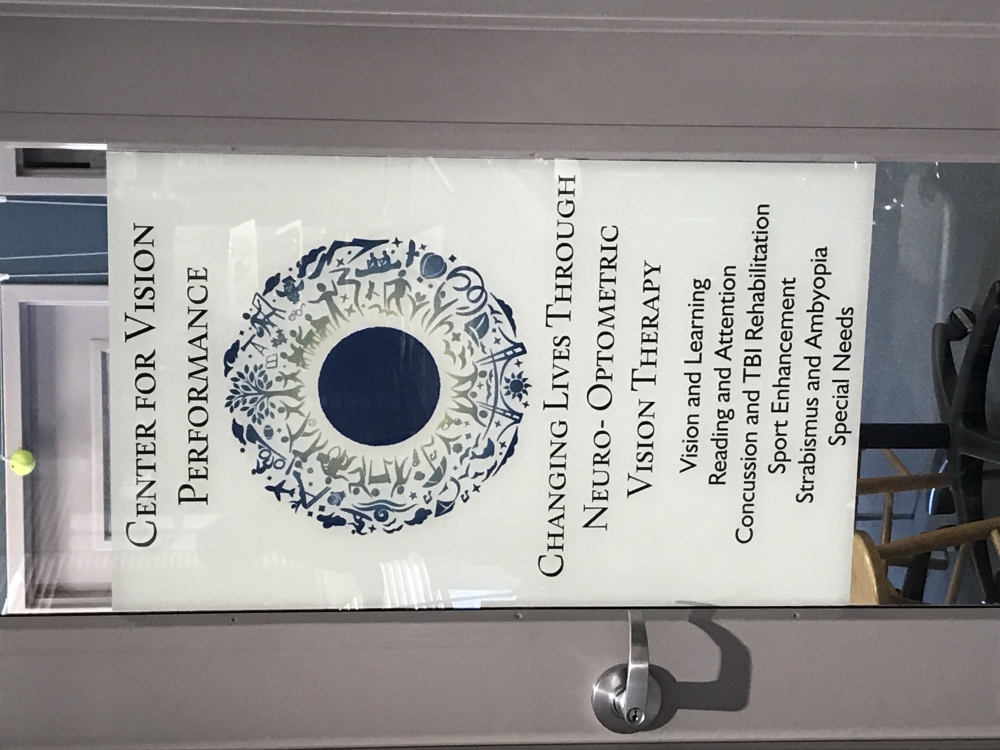 CENTER FOR VISION
PERFORMANCE
CHANGING LIVES THROUGH
NEURO- OPTOMETRIC
VISION THERAPY
Vision and Learning
Reading and Attention
Concussion and TBI Rehabilitation
Sport Enhancement
Strabismus and Ambyopia
Special Needs